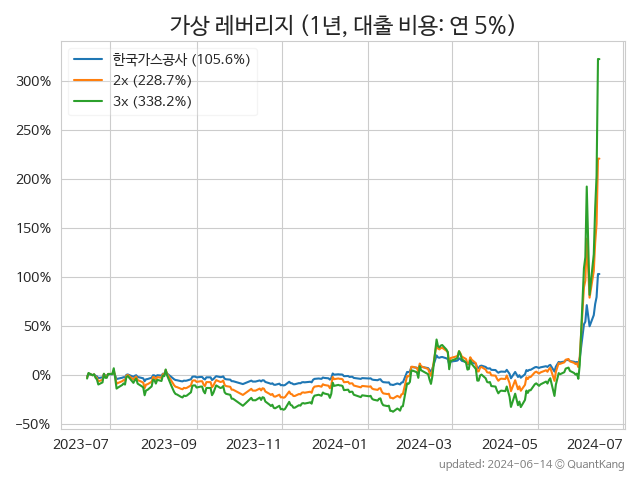 가상 레버리지 (1년, 대출 비용: 연 5%)
한국가스공사 (105.6%)
2x (228.7%)
3x (338.2%)
300%
250%
200%
150%
100%
50%
0%
−50%
2023-07 2023-09 2023-11 2024-01 2024-03 2024-05 2024-07
updated: 2024-06-14 © QuantKang